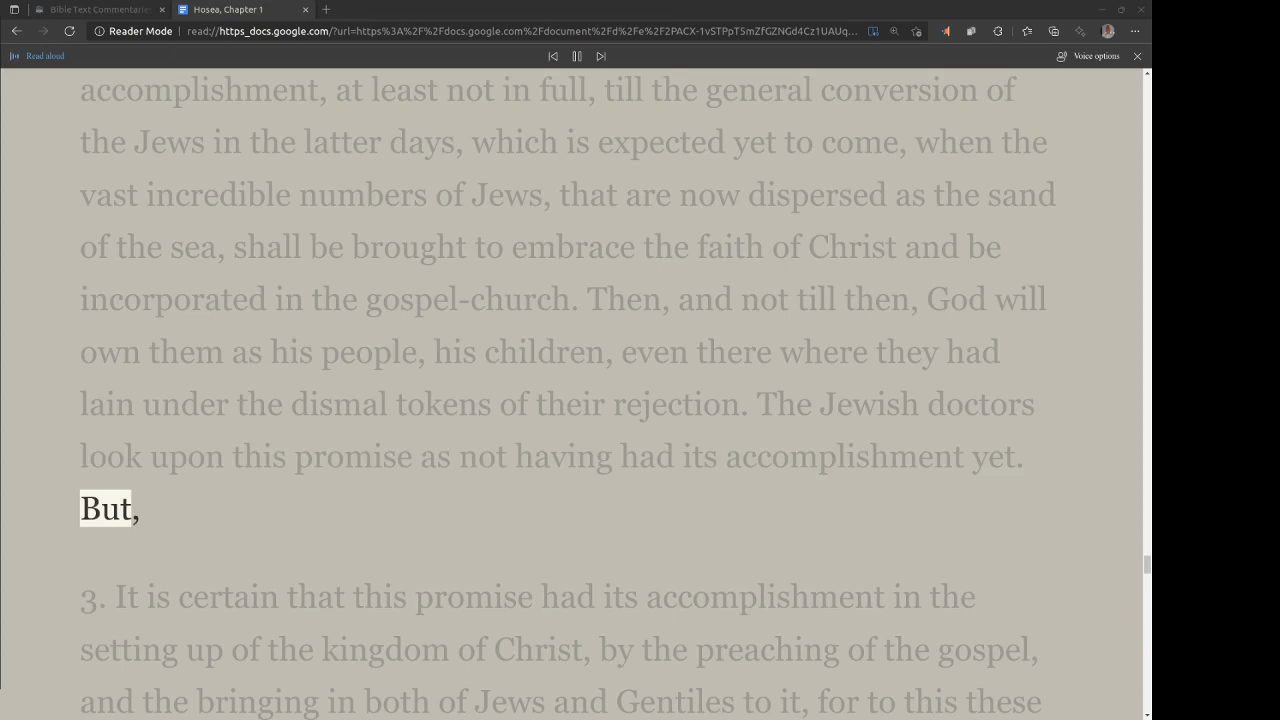 Bible Text Commentarie
Hosea, Chapter 1
Reader Mode
read://https_docs.google.com/?url=https%3A%2F%2Fdocs.google.com%2Fdocument%2Fd%2Fe%2F2PACX-1vSTPpT5mZfGZNGd4Cz1UAUq...
Read aloud
Voice options
accomplishment, at least not in full, till the general conversion of
the Jews in the latter days, which is expected yet to come, when the
vast incredible numbers of Jews, that are now dispersed as the sand
of the sea, shall be brought to embrace the faith of Christ and be
incorporated in the gospel-church. Then, and not till then, God will
own them as his people, his children, even there where they had
lain under the dismal tokens of their rejection. The Jewish doctors
look upon this promise as not having had its accomplishment yet.
But,
3. It is certain that this promise had its accomplishment in the
setting up of the kingdom of Christ, by the preaching of the gospel,
and the bringing in both of Jews and Gentiles to it, for to this these